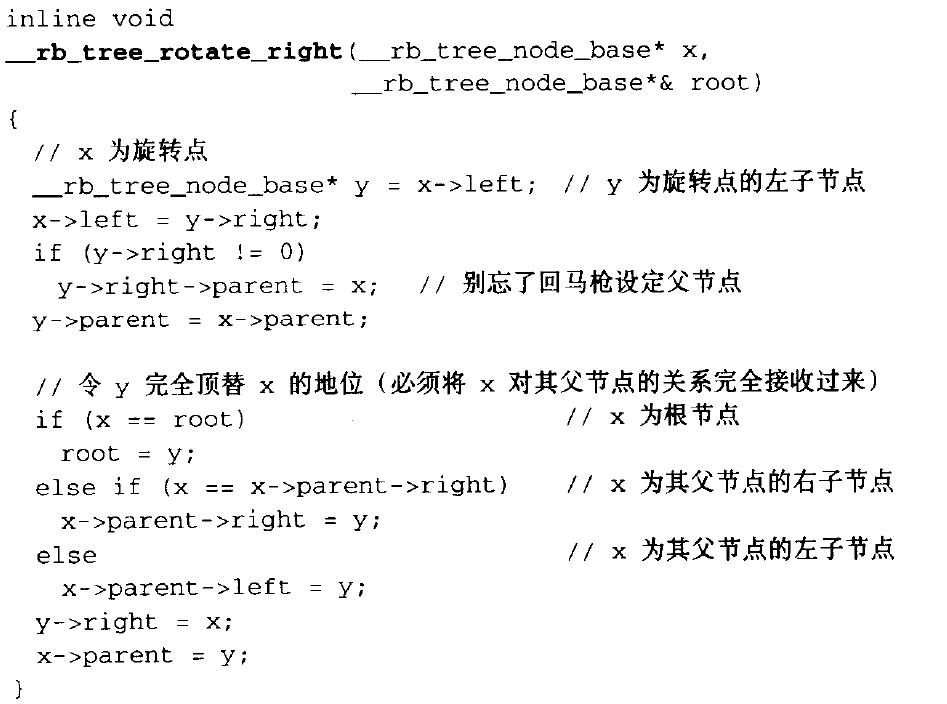 inline void
__rb_tree_rotate_right(__rb_tree_node_base* x,
__rb_tree_node_base*& root)
{
// x 为旋转点
__rb_tree_node_base* y = x->left; // y 为旋转点的左子节点
x->left = y->right;
if (y->right != 0)
y->right->parent = x; // 别忘了回马枪设定父节点
y->parent = x->parent;
// 令 y 完全顶替 x 的地位（必须将 x 对其父节点的关系完全接收过来）
if (x == root) // x 为根节点
root = y;
else if (x == x->parent->right) // x 为其父节点的右子节点
x->parent->right = y;
else // x 为其父节点的左子节点
x->parent->left = y;
y->right = x;
x->parent = y;
}